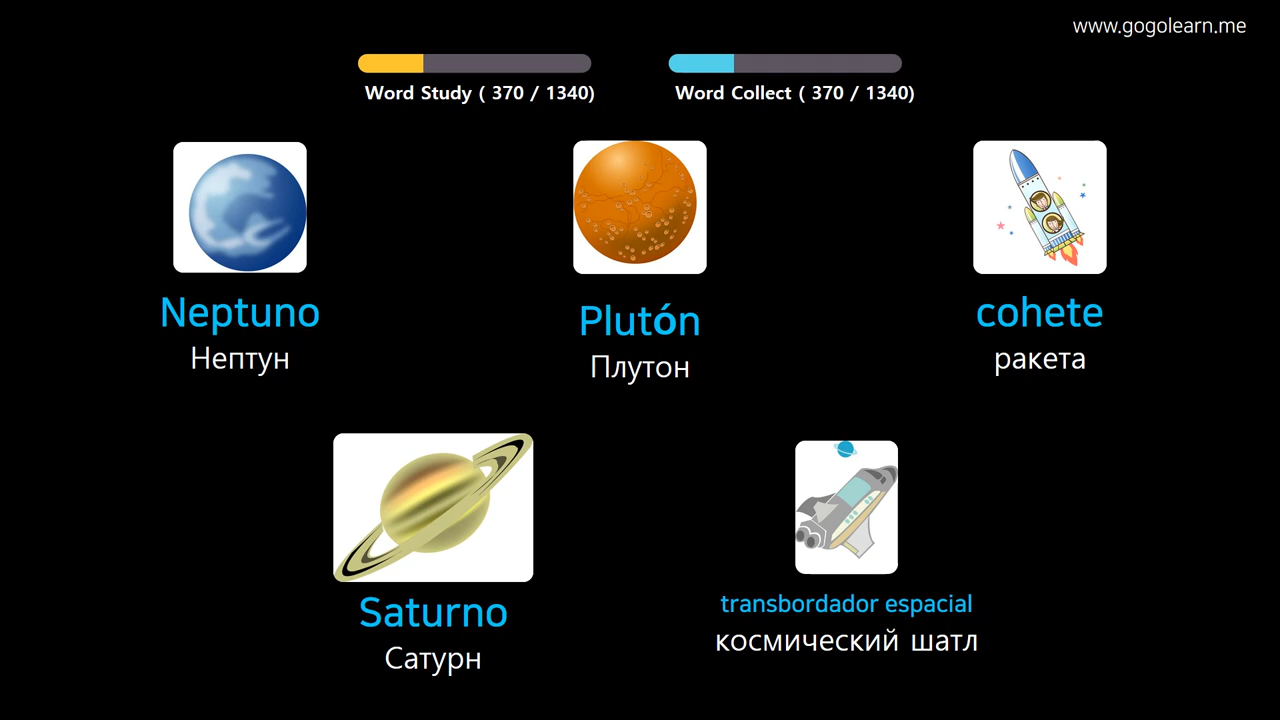 www.gogolearn.me
Word Study ( 370 / 1340)
Word Collect ( 370 / 1340)
Neptuno
Нептун
Plutón
Плутон
cohete
ракета
Saturno
Сатурн
transbordador espacial
космический шатл